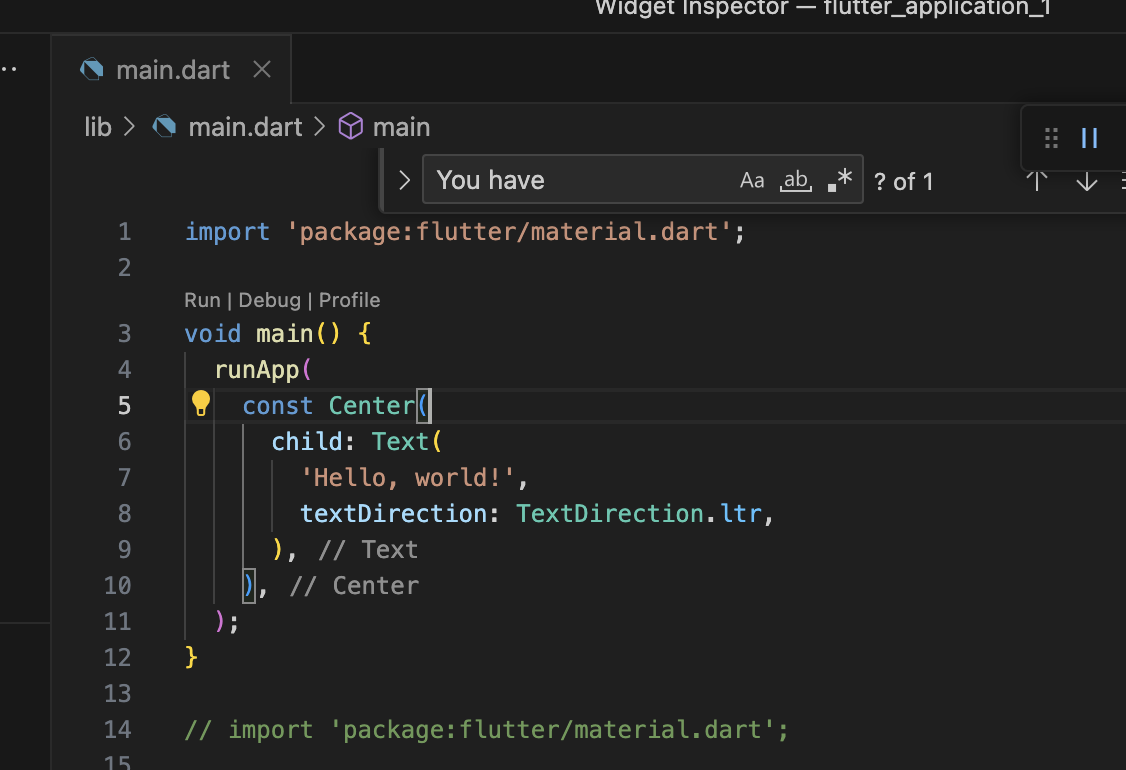 Widget Inspector — flutter_application_1
main.dart
lib > main.dart > main
You have Aa ab .* ? of 1
1 import 'package:flutter/material.dart';
2
Run | Debug | Profile
3 void main() {
4 runApp(
5 const Center(
6 child: Text(
7 'Hello, world!',
8 textDirection: TextDirection.ltr,
9 ), // Text
10 ), // Center
11 );
12 }
13
14 // import 'package:flutter/material.dart';
15